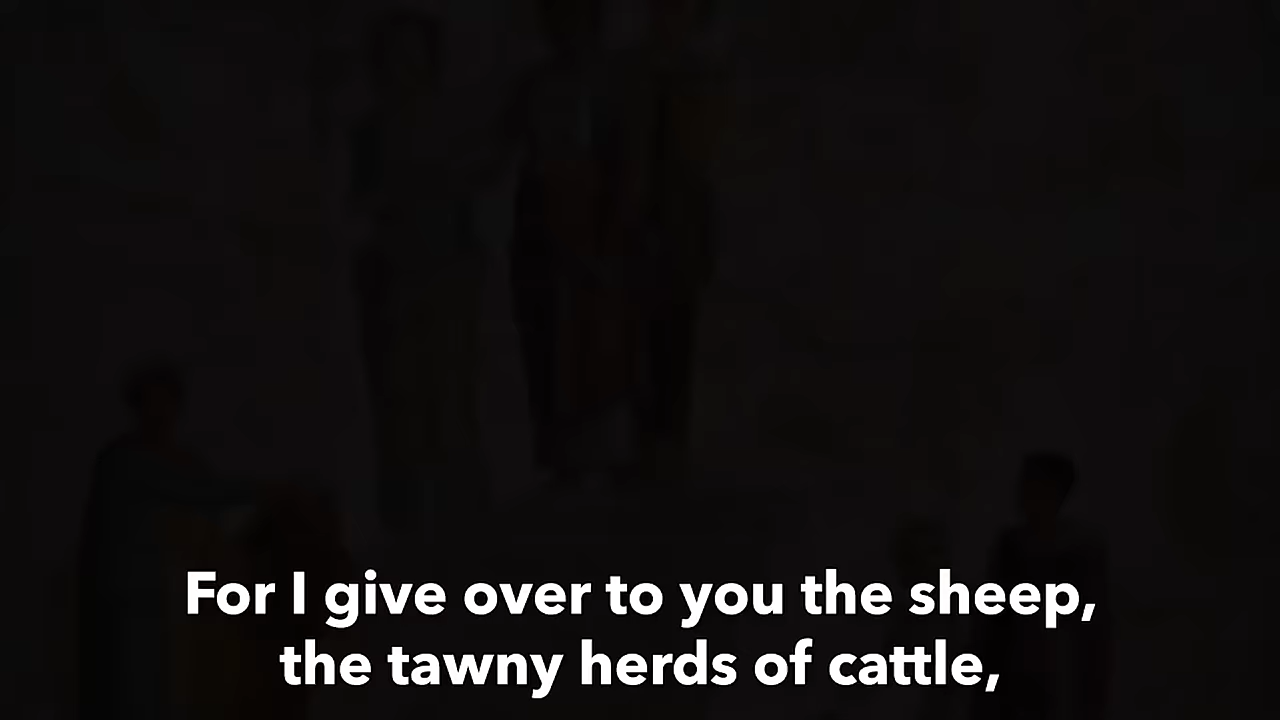 For I give over to you the sheep,
the tawny herds of cattle,